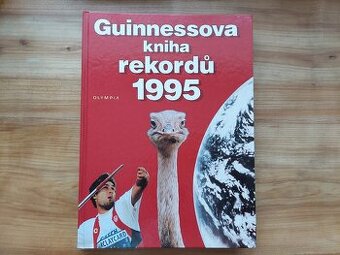 Guinnessova
kniha
rekordů
1995
OLYMPIA